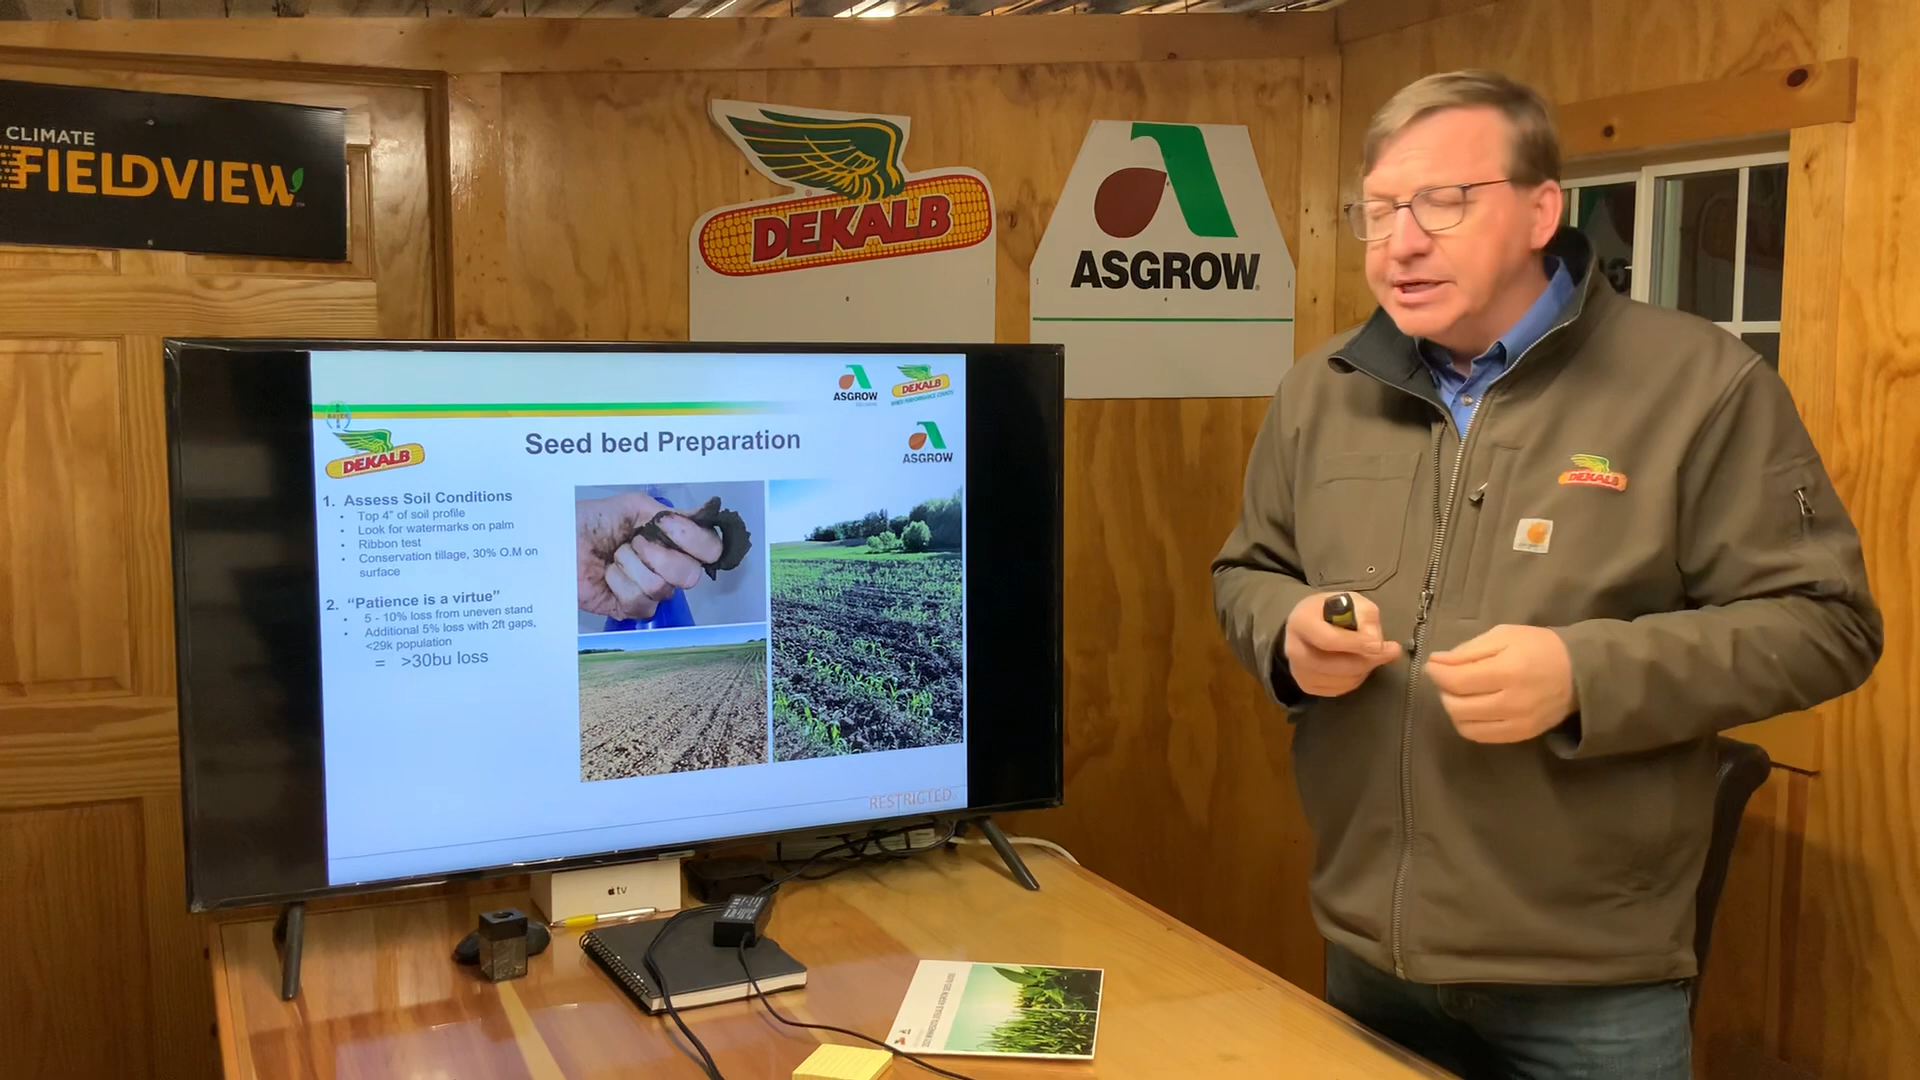 CLIMATE
FIELDVIEW
DEKALB
ASGROW
ASGROW
DEKALB
BAYER
DEKALB
Seed bed Preparation
ASGROW
1. Assess Soil Conditions
• Top 4" of soil profile
• Look for watermarks on palm
• Ribbon test
• Conservation tillage, 30% O.M on
surface
2. “Patience is a virtue”
• 5 - 10% loss from uneven stand
• Additional 5% loss with 2ft gaps,
<29k population
= >30bu loss
RESTRICTED
DEKALB
tv